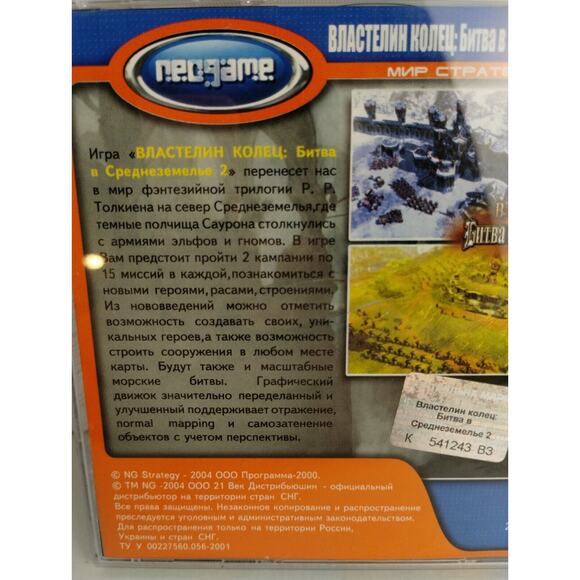 neogame
ВЛАСТЕЛИН КОЛЕЦ: Битва в
МИР СТРАТЕ
Игра «ВЛАСТЕЛИН КОЛЕЦ: Битва
в Среднеземелье 2» перенесет нас
в мир фэнтезийной трилогии Р. Р.
Толкиена на север Среднеземелья,где
темные полчища Саурона столкнулись
с армиями эльфов и гномов. В игре
Вам предстоит пройти 2 кампании по
15 миссий в каждой,познакомиться с
новыми героями,расами,строениями.
Из нововведений можно отметить
возможность создавать своих, уни-
кальных героев,а также возможность
строить сооружения в любом месте
карты. Будут также и масштабные
морские битвы. Графический
движок значительно переделанный и
улучшенный поддерживает отражение,
normal mapping и самозатенение
объектов с учетом перспективы.
В
Битва
Властелин колец:
Битва в
Среднеземелье 2
К 541243 ВЗ
© NG Strategy - 2004 ООО Программа-2000,
© TM NG -2004 ООО 21 Век Дистрибьюшин - официальный
дистрибьютор на территории стран СНГ.
Все права защищены. Незаконное копирование и распространение
преследуется уголовным и административным законодательством.
Для распространения только на территории России,
Украины и стран СНГ.
ТУ У 00227560.056-2001